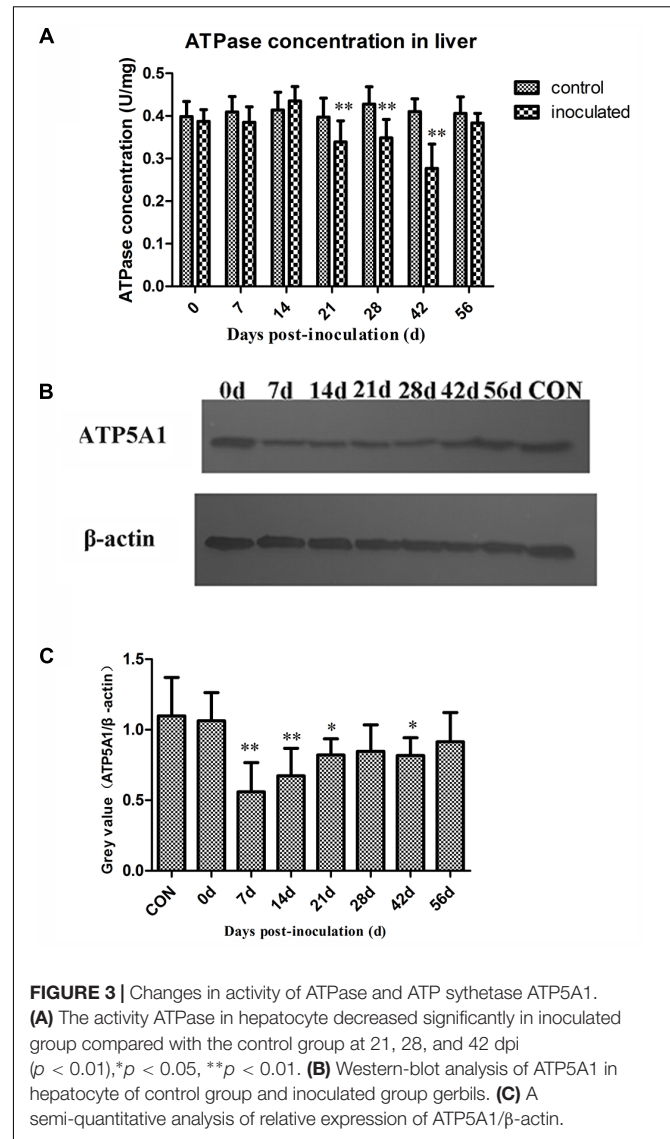 A
ATPase concentration in liver
ATPase concentration (U/mg)
0.5
0.4
0.3
0.2
0.1
0.0
** ** **
control
inoculated
0 7 14 21 28 42 56
Days post-inoculation (d)
B
0d 7d 14d 21d 28d 42d 56d CON
ATP5A1
β-actin
C
Grey value (ATP5A1/β -actin)
1.5
1.0
0.5
0.0
** ** * *
CON 0d 7d 14d 21d 28d 42d 56d
Days post-inoculation (d)
FIGURE 3 | Changes in activity of ATPase and ATP sythetase ATP5A1.
(A) The activity ATPase in hepatocyte decreased significantly in inoculated
group compared with the control group at 21, 28, and 42 dpi
(p < 0.01),*p < 0.05, **p < 0.01. (B) Western-blot analysis of ATP5A1 in
hepatocyte of control group and inoculated group gerbils. (C) A
semi-quantitative analysis of relative expression of ATP5A1/β-actin.